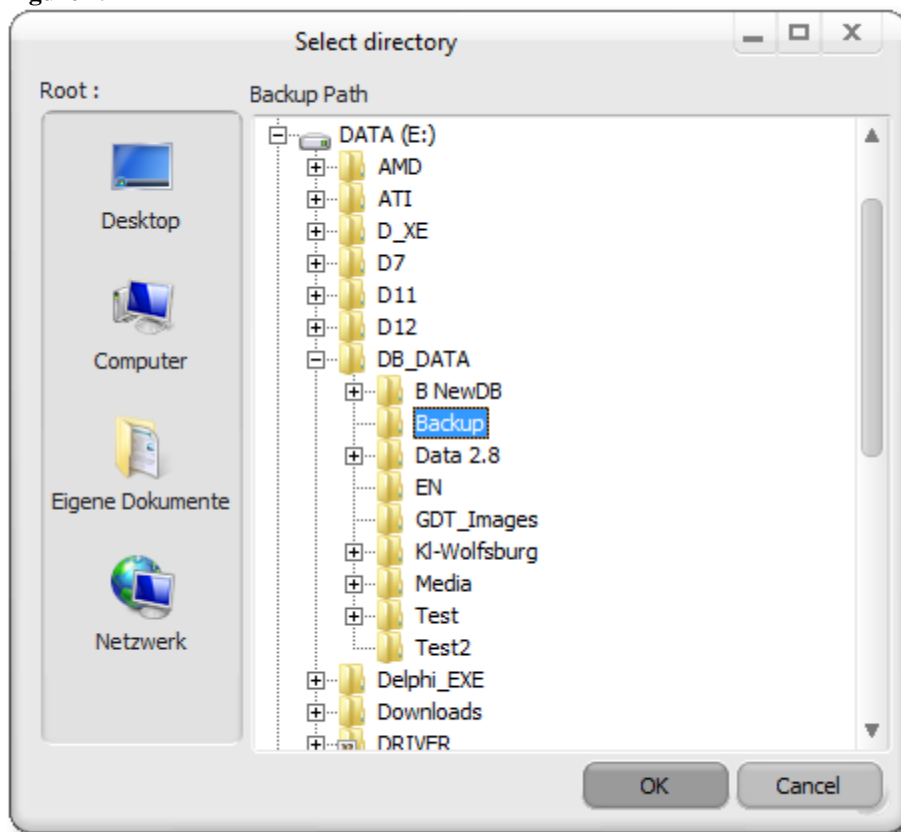 Select directory
Root :
Backup Path
Desktop
Computer
Eigene Dokumente
Netzwerk
DATA (E:)
AMD
ATI
D_XE
D7
D11
D12
DB_DATA
B NewDB
Backup
Data 2.8
EN
GDT_Images
Kl-Wolfsburg
Media
Test
Test2
Delphi_EXE
Downloads
DRIVER
OK
Cancel